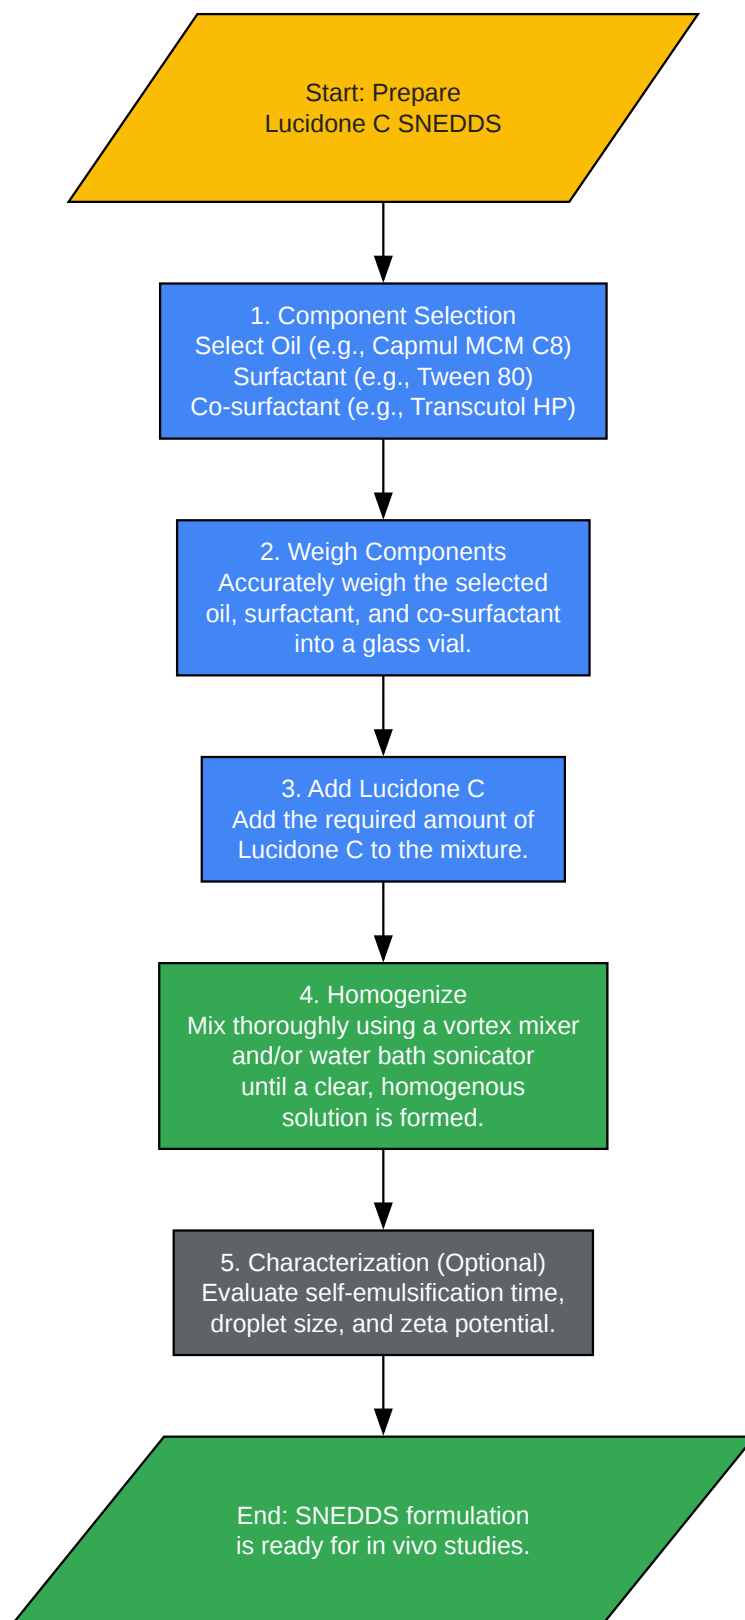 Start: Prepare
Lucidone C SNEDDS
1. Component Selection
Select Oil (e.g., Capmul MCM C8)
Surfactant (e.g., Tween 80)
Co-surfactant (e.g., Transcutol HP)
2. Weigh Components
Accurately weigh the selected
oil, surfactant, and co-surfactant
into a glass vial.
3. Add Lucidone C
Add the required amount of
Lucidone C to the mixture.
4. Homogenize
Mix thoroughly using a vortex mixer
and/or water bath sonicator
until a clear, homogenous
solution is formed.
5. Characterization (Optional)
Evaluate self-emulsification time,
droplet size, and zeta potential.
End: SNEDDS formulation
is ready for in vivo studies.